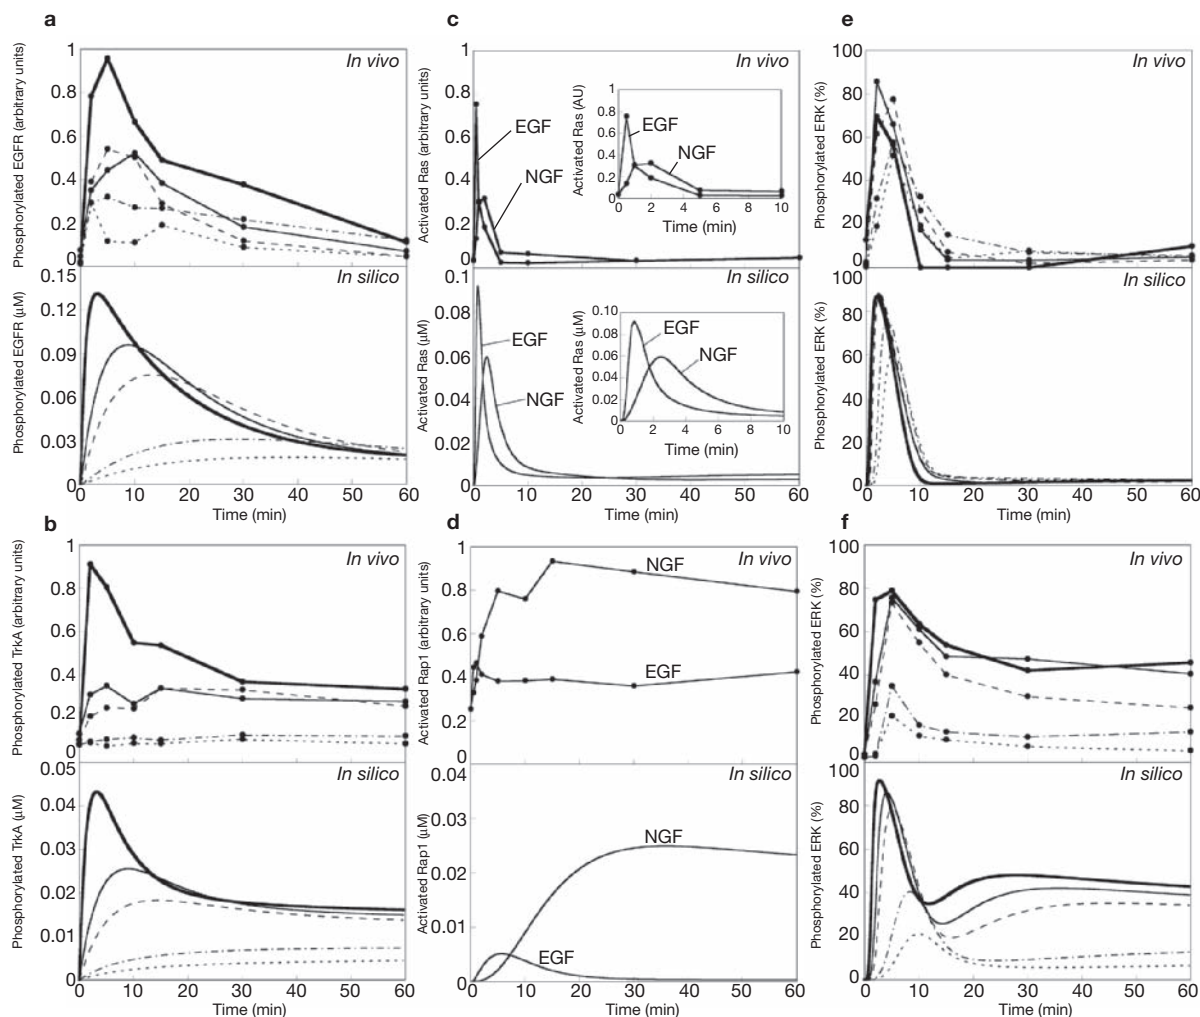 a
Phosphorylated EGFR (arbitrary units)
1
0.8
0.6
0.4
0.2
0
In vivo
Phosphorylated EGFR (μM)
0.15
0.12
0.09
0.06
0.03
0
In silico
0 10 20 30 40 50 60
Time (min)
b
Phosphorylated TrkA (arbitrary units)
1
0.8
0.6
0.4
0.2
0
In vivo
Phosphorylated TrkA (μM)
0.05
0.04
0.03
0.02
0.01
0
In silico
0 10 20 30 40 50 60
Time (min)
c
Activated Ras (arbitrary units)
1
0.8
0.6
0.4
0.2
0
In vivo
EGF
NGF
Activated Ras (AU)
1
0.8
0.6
0.4
0.2
0
EGF
NGF
0 2 4 6 8 10
Time (min)
Activated Ras (μM)
0.1
0.08
0.06
0.04
0.02
0
In silico
EGF
NGF
Activated Ras (μM)
0.10
0.08
0.06
0.04
0.02
0
EGF
NGF
0 2 4 6 8 10
Time (min)
0 10 20 30 40 50 60
Time (min)
d
Activated Rap1 (arbitrary units)
1
0.8
0.6
0.4
0.2
0
In vivo
NGF
EGF
Activated Rap1 (μM)
0.04
0.03
0.02
0.01
0
In silico
NGF
EGF
0 10 20 30 40 50 60
Time (min)
e
Phosphorylated ERK (%)
100
80
60
40
20
0
In vivo
Phosphorylated ERK (%)
100
80
60
40
20
0
In silico
0 10 20 30 40 50 60
Time (min)
f
Phosphorylated ERK (%)
100
80
60
40
20
0
In vivo
Phosphorylated ERK (%)
100
80
60
40
20
0
In silico
0 10 20 30 40 50 60
Time (min)